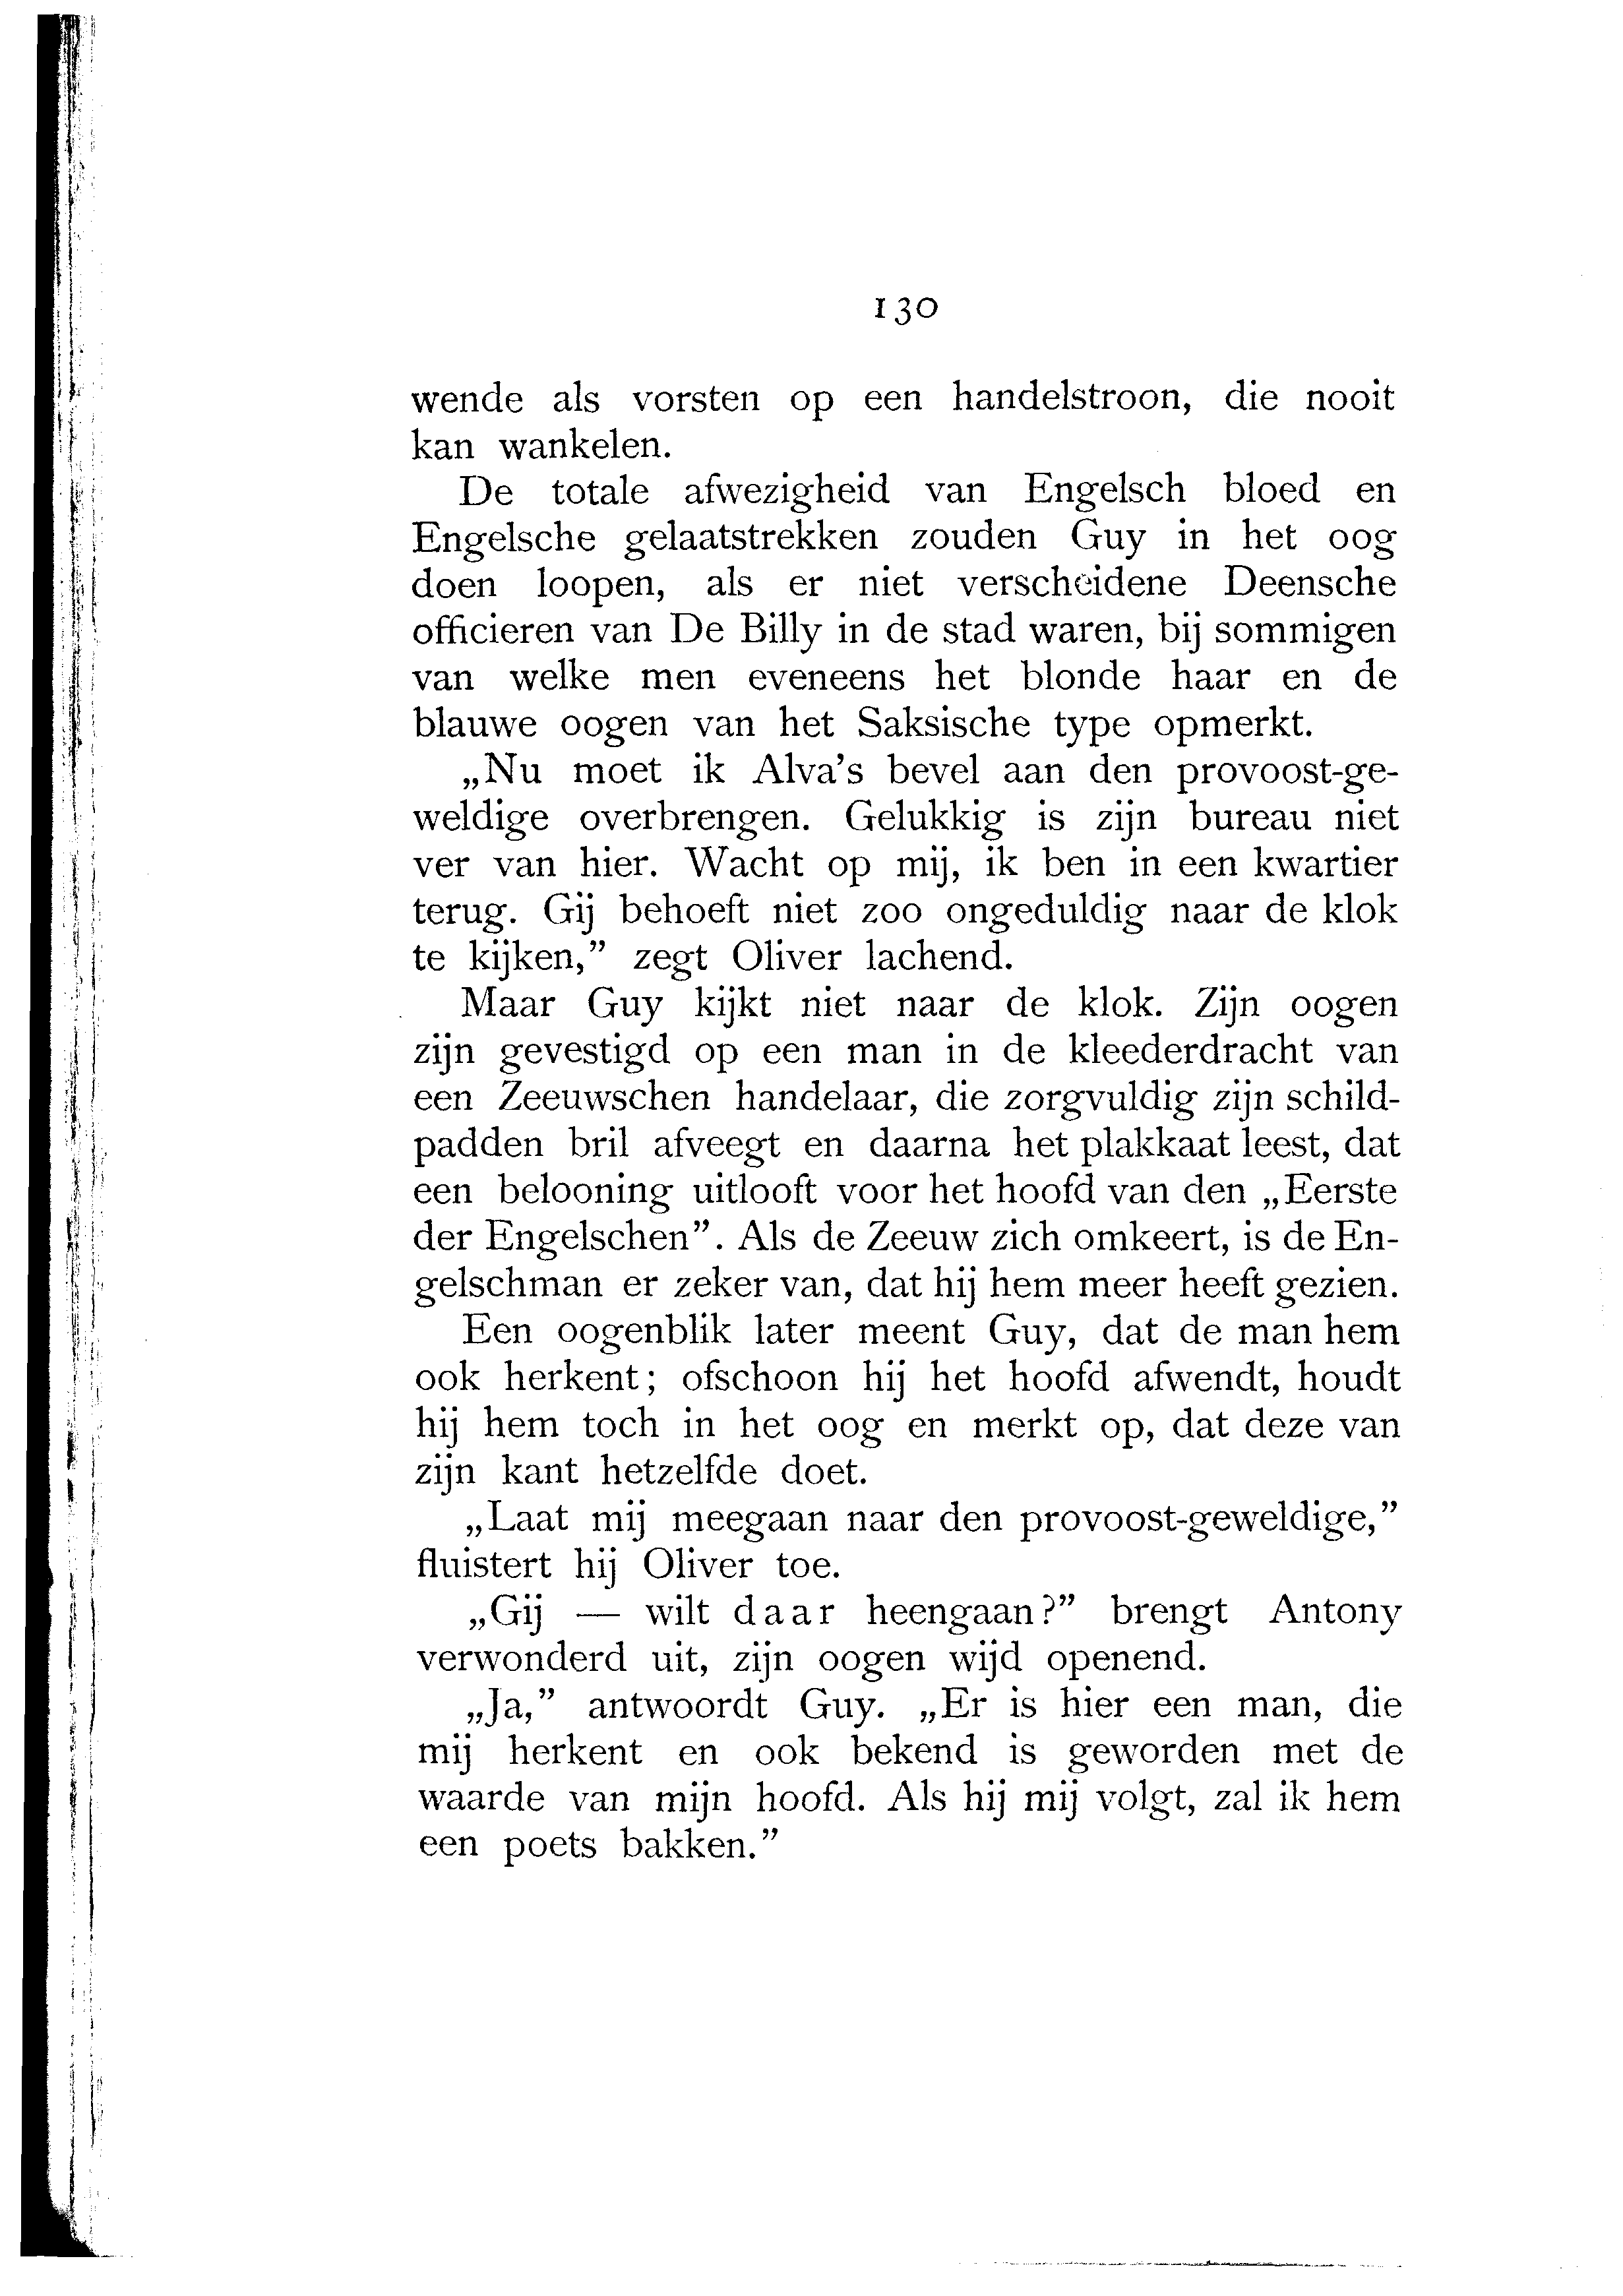 130
wende als vorsten op een handelstroon, die nooit
kan wankelen.
De totale afwezigheid van Engelsch bloed en
Engelsche gelaatstrekken zouden Guy in het oog
doen loopen, als er niet verscheidene Deensche
officieren van De Billy in de stad waren, bij sommigen
van welke men eveneens het blonde haar en de
blauwe oogen van het Saksische type opmerkt.
„Nu moet ik Alva's bevel aan den provoost-ge-
weldige overbrengen. Gelukkig is zijn bureau niet
ver van hier. Wacht op mij, ik ben in een kwartier
terug. Gij behoeft niet zoo ongeduldig naar de klok
te kijken,” zegt Oliver lachend.
Maar Guy kijkt niet naar de klok. Zijn oogen
zijn gevestigd op een man in de kleederdracht van
een Zeeuwschen handelaar, die zorgvuldig zijn schild-
padden bril afveegt en daarna het plakkaat leest, dat
een belooning uitlooft voor het hoofd van den „Eerste
der Engelschen”. Als de Zeeuw zich omkeert, is de En-
gelschman er zeker van, dat hij hem meer heeft gezien.
Een oogenblik later meent Guy, dat de man hem
ook herkent; ofschoon hij het hoofd afwendt, houdt
hij hem toch in het oog en merkt op, dat deze van
zijn kant hetzelfde doet.
„Laat mij meegaan naar den provoost-geweldige,”
fluistert hij Oliver toe.
„Gij — wilt daar heengaan?” brengt Antony
verwonderd uit, zijn oogen wijd openend.
„Ja,” antwoordt Guy. „Er is hier een man, die
mij herkent en ook bekend is geworden met de
waarde van mijn hoofd. Als hij mij volgt, zal ik hem
een poets bakken.”